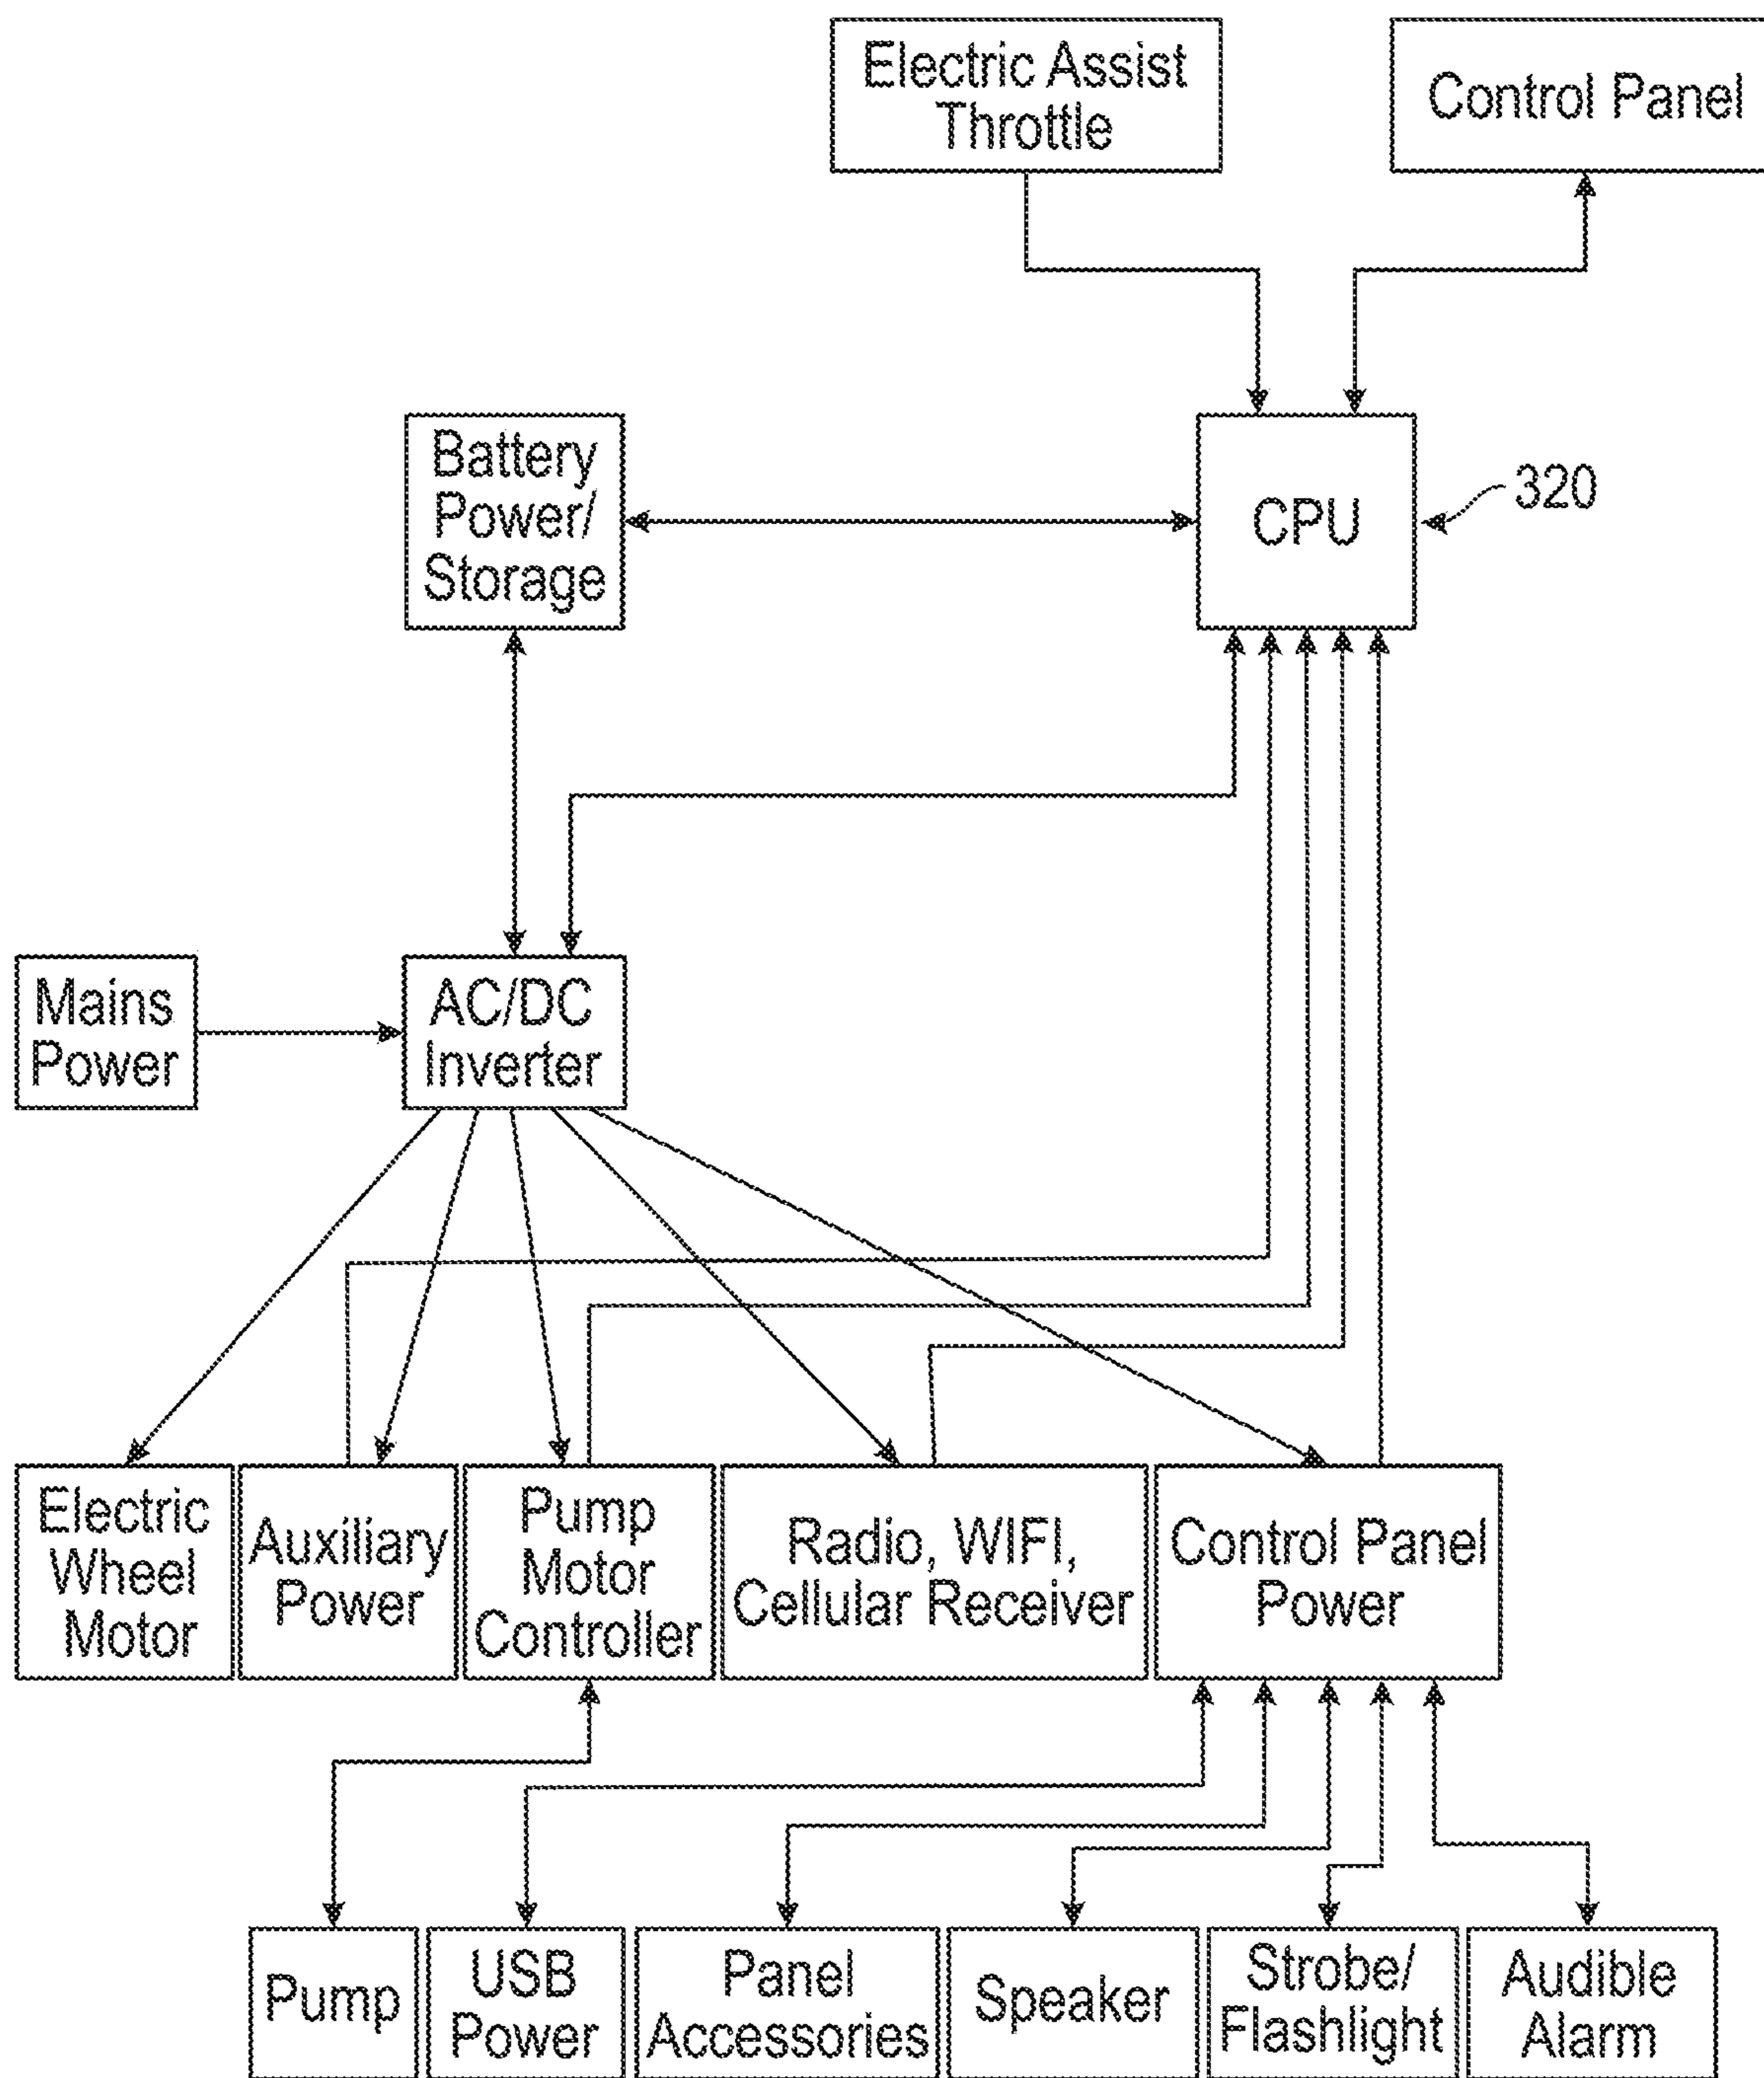 Electric Assist
Throttle
Control Panel
Battery
Power/
Storage
CPU
320
Mains
Power
AC/DC
Inverter
Electric
Wheel
Motor
Auxiliary
Power
Pump
Motor
Controller
Radio, WIFI,
Cellular Receiver
Control Panel
Power
Pump
USB
Power
Panel
Accessories
Speaker
Strobe/
Flashlight
Audible
Alarm